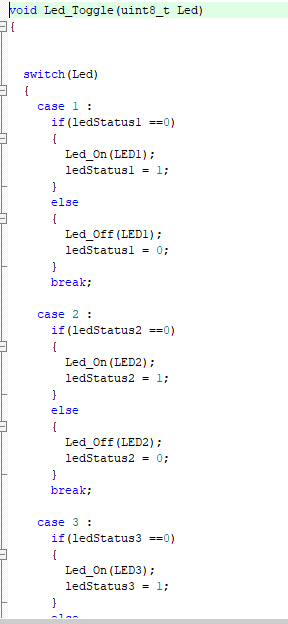 void Led_Toggle(uint8_t Led)
{
switch(Led)
{
case 1 :
if(ledStatus1 ==0)
{
Led_On(LED1);
ledStatus1 = 1;
}
else
{
Led_Off(LED1);
ledStatus1 = 0;
}
break;
case 2 :
if(ledStatus2 ==0)
{
Led_On(LED2);
ledStatus2 = 1;
}
else
{
Led_Off(LED2);
ledStatus2 = 0;
}
break;
case 3 :
if(ledStatus3 ==0)
{
Led_On(LED3);
ledStatus3 = 1;
}
else